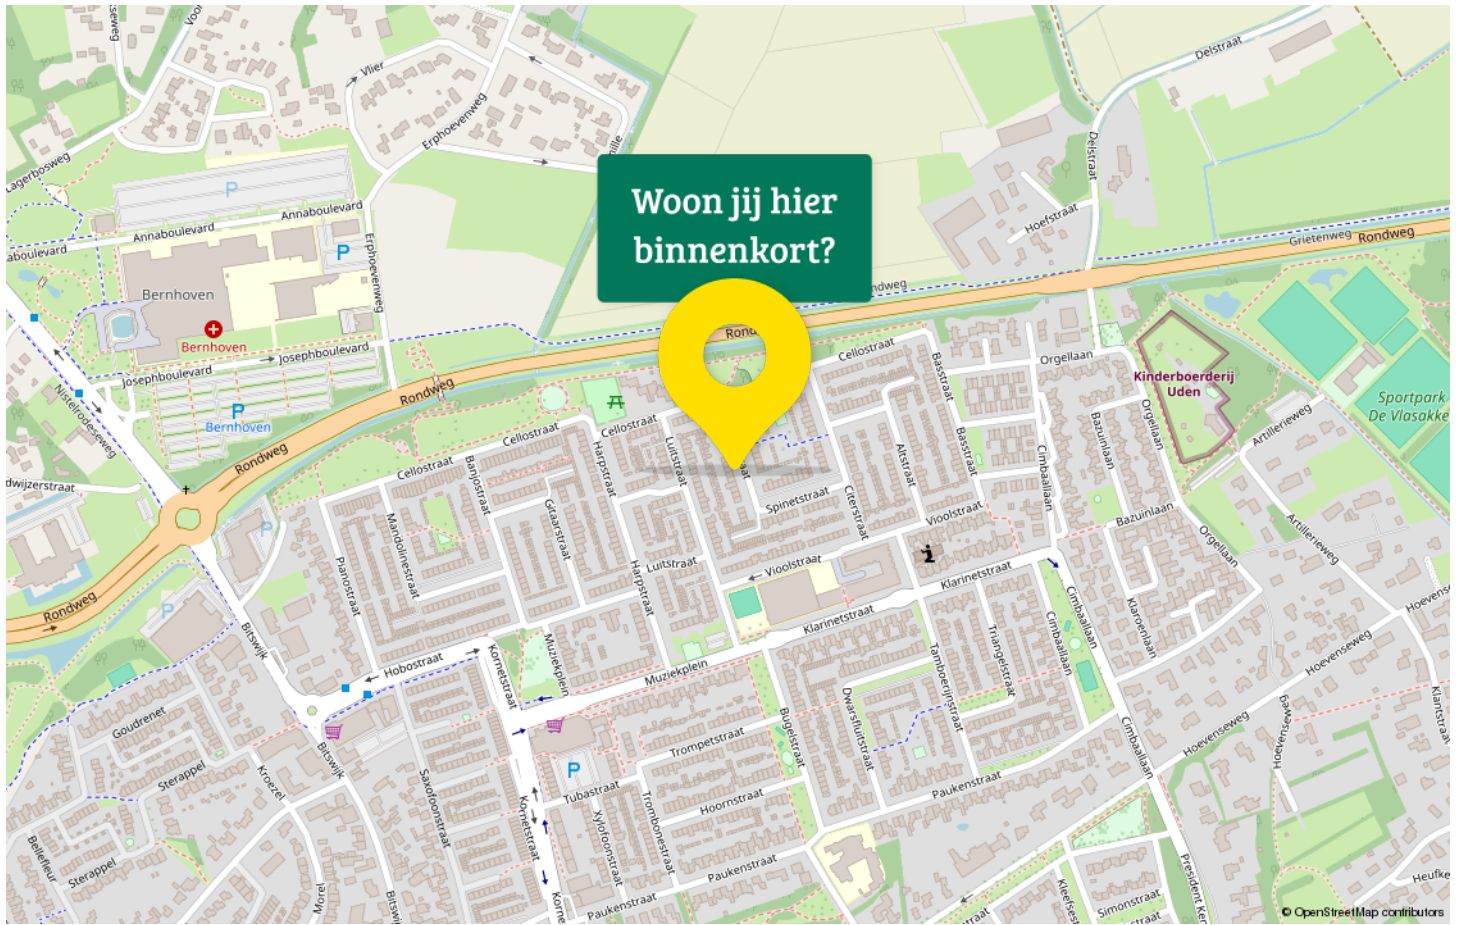 Woon jij hier
binnenkort?
Vlier
Erphoevenweg
Delstraat
Delstraat
Lagerbosweg
P
Annaboulevard
Annaboulevard
P
Erphoevenweg
Hoefstraat
Grietenweg
Rondweg
Bernhoven
Bernhoven
Josephboulevard
Josephboulevard
Nistelrodeseweg
P
Bernhoven
Rondweg
Rondweg
Rondweg
Cellostraat
Cellostraat
Cellostraat
Cellostraat
Basstraat
Basstraat
Orgellaan
Orgellaan
Orgellaan
Kinderboerderij
Uden
Sportpark
De Vlasakke
Artillerieweg
Artillerieweg
Bazuinlaan
Bazuinlaan
Cimbaallaan
Altstraat
Citerstraat
Luitstraat
Luitstraat
Harpstraat
Harpstraat
Banjostraat
Gitaarstraat
Mandolinestraat
Pianostraat
Spinetstraat
Vioolstraat
Vioolstraat
Klarinetstraat
Klarinetstraat
Cimbaallaan
Cimbaallaan
Cimbaallaan
Klaroenlaan
Triangelstraat
Tamboerijnstraat
Dwarsfluitstraat
Bugelstraat
Muziekplein
Muziekplein
Hobostraat
Kornetstraat
Kornetstraat
Bitswijk
Bitswijk
P
P
P
Goudrenet
Sterappel
Sterappel
Bellefleur
Kroezel
Morel
Saxofoonstraat
Tubastraat
Xylofoonstraat
Trombonestraat
Trompetstraat
Hoornstraat
Paukenstraat
Paukenstraat
Paukenstraat
Hoevenseweg
Hoevenseweg
Hoevenseweg
Klantstraat
Simonstraat
© OpenStreetMap contributors